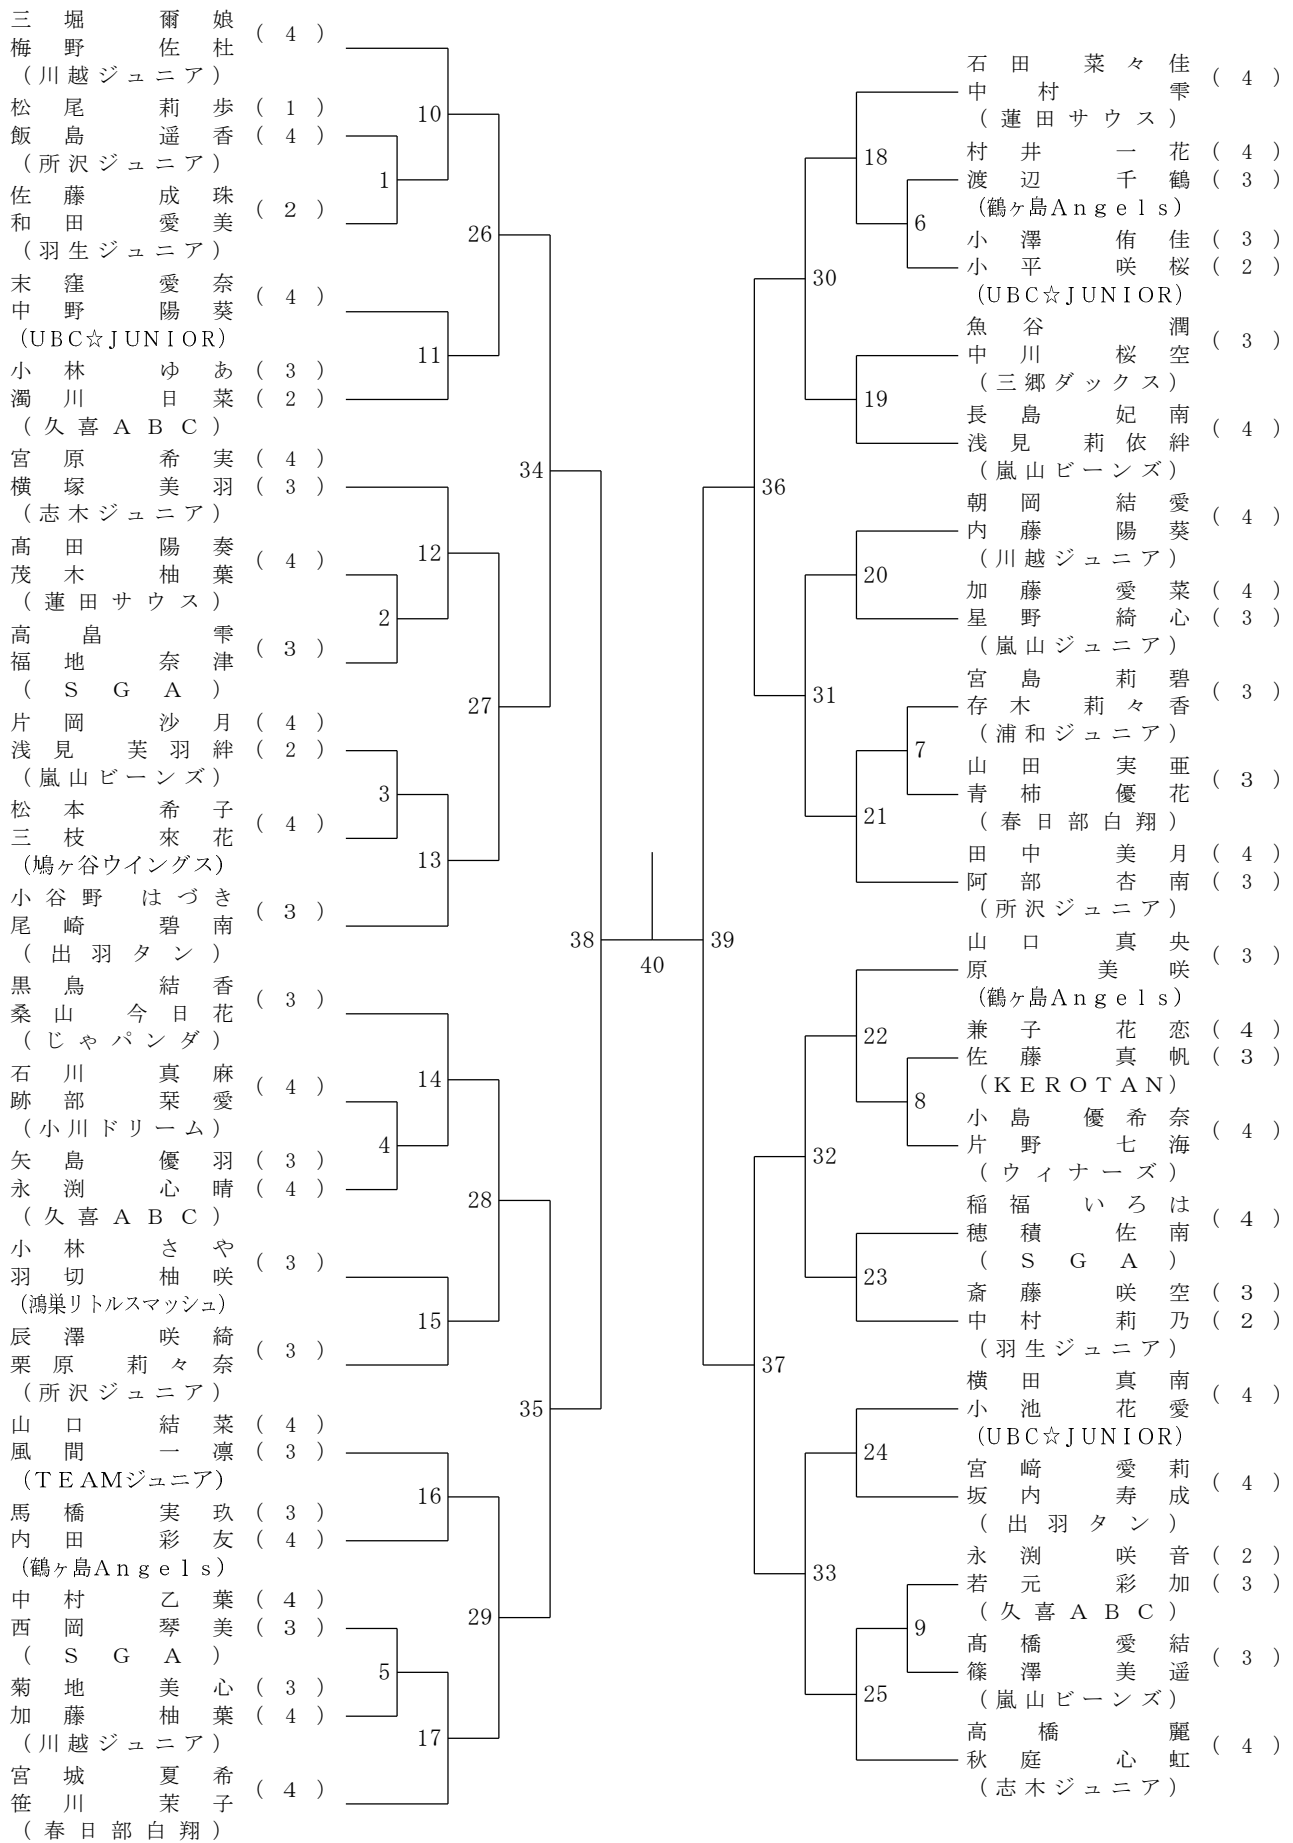 三堀 爾娘 (4)
梅野 佐杜
(川越ジュニア)
松尾 莉歩 (1)
飯島 遥香 (4)
(所沢ジュニア)
佐藤 成珠 (2)
和田 愛美
(羽生ジュニア)
末窪 愛奈 (4)
中野 陽葵
(UBC☆JUNIOR)
小林 ゆあ (3)
濁川 日菜 (2)
(久喜ABC)
宮原 希実 (4)
横塚 美羽 (3)
(志木ジュニア)
髙田 陽奏 (4)
茂木 柚葉
(蓮田サウス)
高畠 雫 (3)
福地 奈津
(SGA)
片岡 沙月 (4)
浅見 芙羽絆 (2)
(嵐山ビーンズ)
松本 希子 (4)
三枝 來花
(鳩ヶ谷ウイングス)
小谷野 はづき (3)
尾崎 碧南
(出羽タン)
黒鳥 結香 (3)
桑山 今日花
(じゃパンダ)
石川 真麻 (4)
跡部 栞愛
(小川ドリーム)
矢島 優羽 (3)
永渕 心晴 (4)
(久喜ABC)
小林 さや (3)
羽切 柚咲
(鴻巣リトルスマッシュ)
辰澤 咲綺 (3)
栗原 莉々奈
(所沢ジュニア)
山口 結菜 (4)
風間 一凛 (3)
(TEAMジュニア)
馬橋 実玖 (3)
内田 彩友 (4)
(鶴ヶ島Angels)
中村 乙葉 (4)
西岡 琴美 (3)
(SGA)
菊地 美心 (3)
加藤 柚葉 (4)
(川越ジュニア)
宮城 夏希 (4)
笹川 茉子
(春日部白翔)
1
2
3
4
5
10
11
12
13
14
15
16
17
26
27
28
29
34
35
38
40
39
36
37
30
31
32
33
18
19
20
21
22
23
24
25
6
7
8
9
石田 菜々佳 (4)
中村 雫
(蓮田サウス)
村井 一花 (4)
渡辺 千鶴 (3)
(鶴ヶ島Angels)
小澤 侑佳 (3)
小平 咲桜 (2)
(UBC☆JUNIOR)
魚谷 潤 (3)
中川 桜空
(三郷ダックス)
長島 妃南 (4)
浅見 莉依絆
(嵐山ビーンズ)
朝岡 結愛 (4)
内藤 陽葵
(川越ジュニア)
加藤 愛菜 (4)
星野 綺心 (3)
(嵐山ジュニア)
宮島 莉碧 (3)
存木 莉々香
(浦和ジュニア)
山田 実亜 (3)
青柿 優花
(春日部白翔)
田中 美月 (4)
阿部 杏南 (3)
(所沢ジュニア)
山口 真央 (3)
原 美咲
(鶴ヶ島Angels)
兼子 花恋 (4)
佐藤 真帆 (3)
(KEROTAN)
小島 優希奈 (4)
片野 七海
(ウィナーズ)
稲福 いろは (4)
穂積 佐南
(SGA)
斎藤 咲空 (3)
中村 莉乃 (2)
(羽生ジュニア)
横田 真南 (4)
小池 花愛
(UBC☆JUNIOR)
宮﨑 愛莉 (4)
坂内 寿成
(出羽タン)
永渕 咲音 (2)
若元 彩加 (3)
(久喜ABC)
髙橋 愛結 (3)
篠澤 美遥
(嵐山ビーンズ)
高橋 麗 (4)
秋庭 心虹
(志木ジュニア)